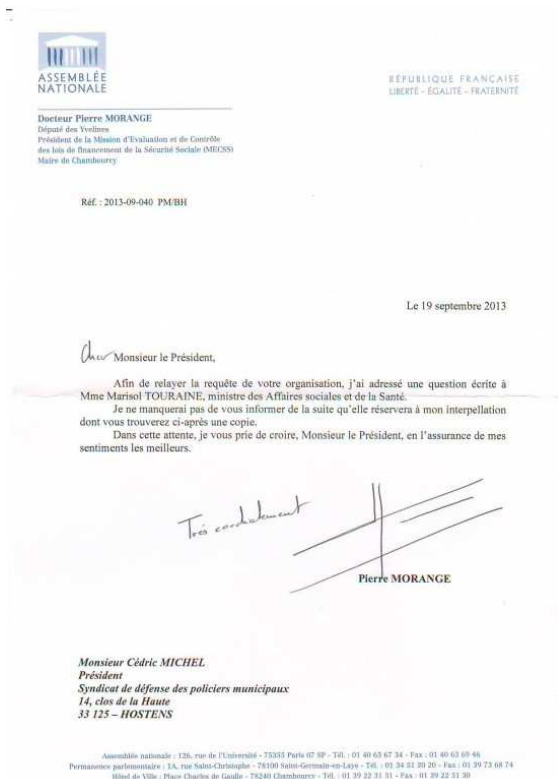 ASSEMBLÉE
NATIONALE
RÉPUBLIQUE FRANÇAISE
LIBERTÉ - ÉGALITÉ - FRATERNITÉ
Docteur Pierre MORANGE
Député des Yvelines
Président de la Mission d'Evaluation et de Contrôle
des lois de financement de la Sécurité Sociale (MECSS)
Maire de Chambourcy
Réf. : 2013-09-040 PM/BH
Le 19 septembre 2013
Cher Monsieur le Président,
Afin de relayer la requête de votre organisation, j'ai adressé une question écrite à
Mme Marisol TOURAINE, ministre des Affaires sociales et de la Santé.
Je ne manquerai pas de vous informer de la suite qu'elle réservera à mon interpellation
dont vous trouverez ci-après une copie.
Dans cette attente, je vous prie de croire, Monsieur le Président, en l'assurance de mes
sentiments les meilleurs.
Très cordialement
Pierre MORANGE
Monsieur Cédric MICHEL
Président
Syndicat de défense des policiers municipaux
14, clos de la Haute
33 125 – HOSTENS
Assemblée nationale : 126, rue de l'Université - 75355 Paris 07 SP - Tél. : 01 40 63 67 34 - Fax : 01 40 63 69 46
Permanence parlementaire : 1A, rue Saint-Christophe - 78100 Saint-Germain-en-Laye - Tél. : 01 34 51 20 20 - Fax : 01 39 73 68 74
Hôtel de Ville : Place Charles de Gaulle - 78240 Chambourcy - Tél. : 01 39 22 31 31 - Fax : 01 39 22 31 30